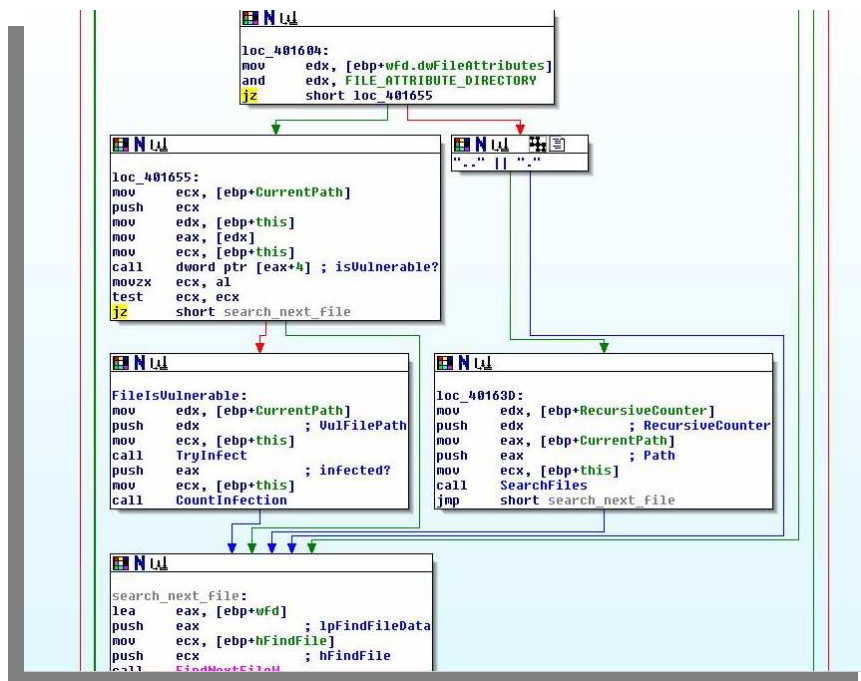 loc_401604:
mov edx, [ebp+wfd.dwFileAttributes]
and edx, FILE_ATTRIBUTE_DIRECTORY
jz short loc_401655
loc_401655:
mov ecx, [ebp+CurrentPath]
push ecx
mov edx, [ebp+this]
mov eax, [edx]
mov ecx, [ebp+this]
call dword ptr [eax+4] ; isVulnerable?
movzx ecx, al
test ecx, ecx
jz short search_next_file
".." || "."
FileIsVulnerable:
mov edx, [ebp+CurrentPath]
push edx ; VulFilePath
mov ecx, [ebp+this]
call TryInfect
push eax ; infected?
mov ecx, [ebp+this]
call CountInfection
loc_40163D:
mov edx, [ebp+RecursiveCounter]
push edx ; RecursiveCounter
mov eax, [ebp+CurrentPath]
push eax ; Path
mov ecx, [ebp+this]
call SearchFiles
jmp short search_next_file
search_next_file:
lea eax, [ebp+wfd]
push eax ; lpFindFileData
mov ecx, [ebp+hFindFile]
push ecx ; hFindFile
call FindNextFileW